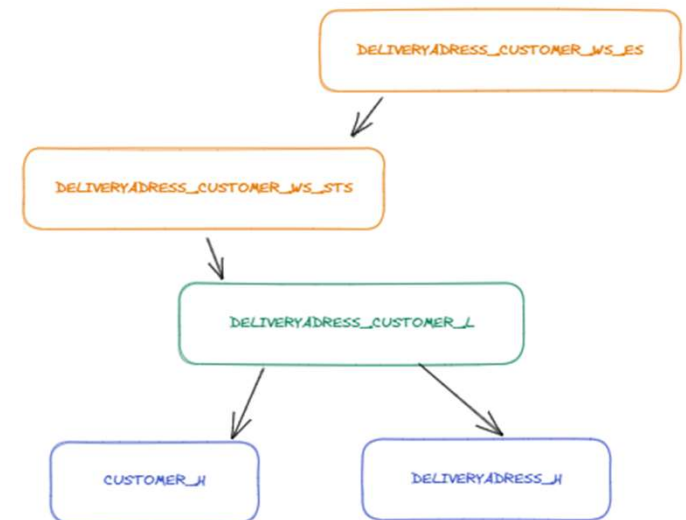 DELIVERYADRESS_CUSTOMER_WS_ES
DELIVERYADRESS_CUSTOMER_WS_STS
DELIVERYADRESS_CUSTOMER_L
CUSTOMER_H
DELIVERYADRESS_H